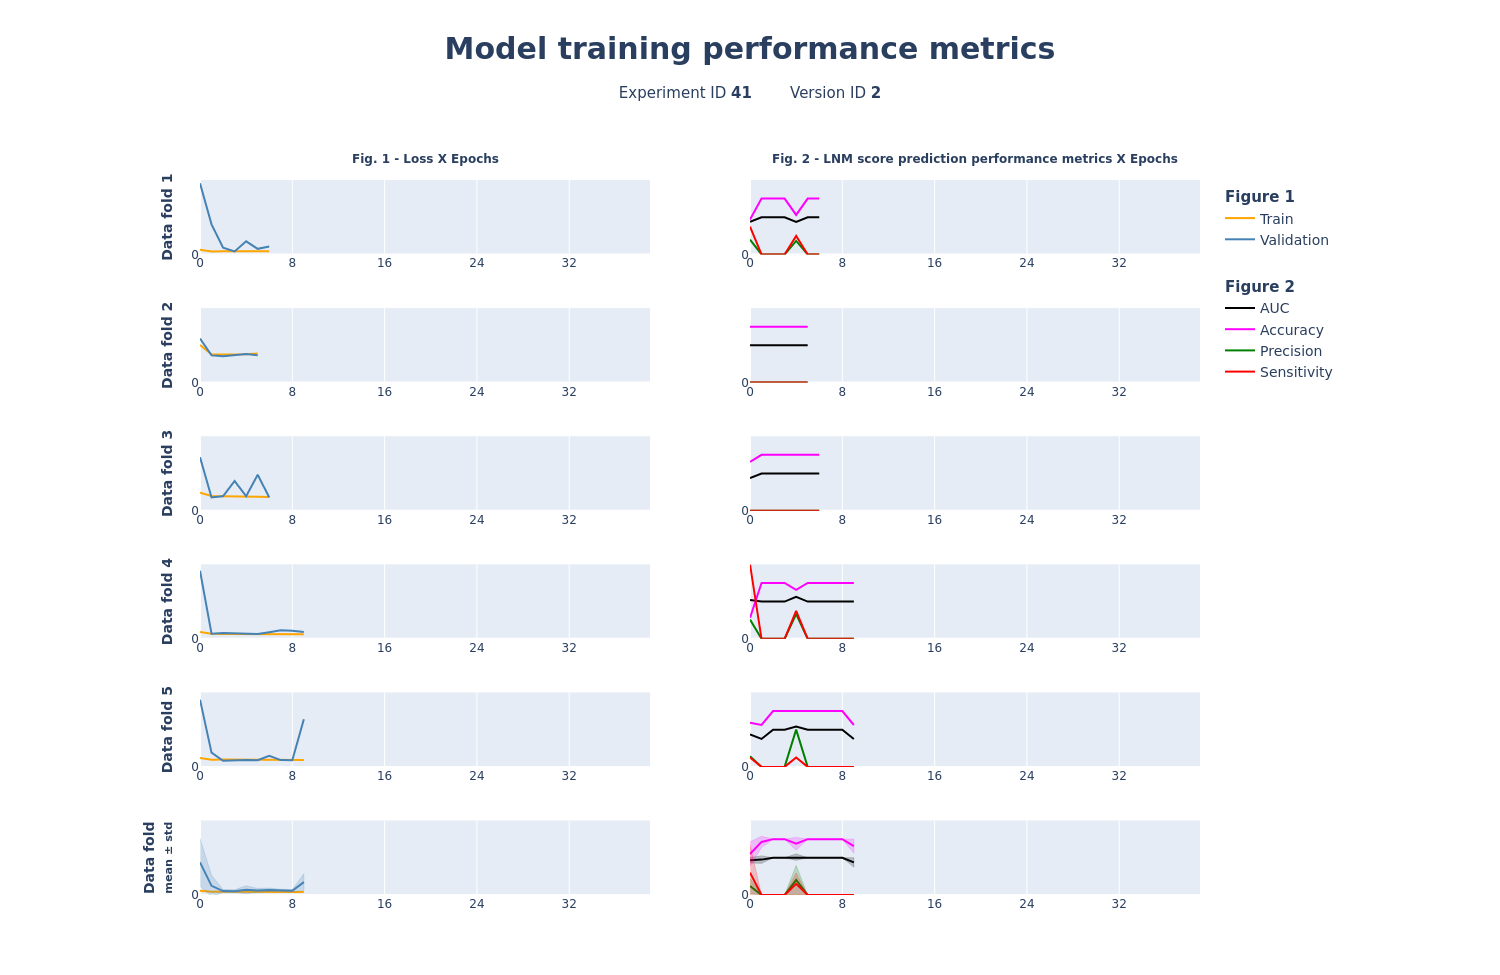 Model training performance metrics
Experiment ID 41 Version ID 2
Fig. 1 - Loss X Epochs
Fig. 2 - LNM score prediction performance metrics X Epochs
Data fold 1
0
0 8 16 24 32
0
0 8 16 24 32
Figure 1
Train
Validation
Figure 2
AUC
Accuracy
Precision
Sensitivity
Data fold 2
0
0 8 16 24 32
0
0 8 16 24 32
Data fold 3
0
0 8 16 24 32
0
0 8 16 24 32
Data fold 4
0
0 8 16 24 32
0
0 8 16 24 32
Data fold 5
0
0 8 16 24 32
0
0 8 16 24 32
Data fold
mean ± std
0
0 8 16 24 32
0
0 8 16 24 32